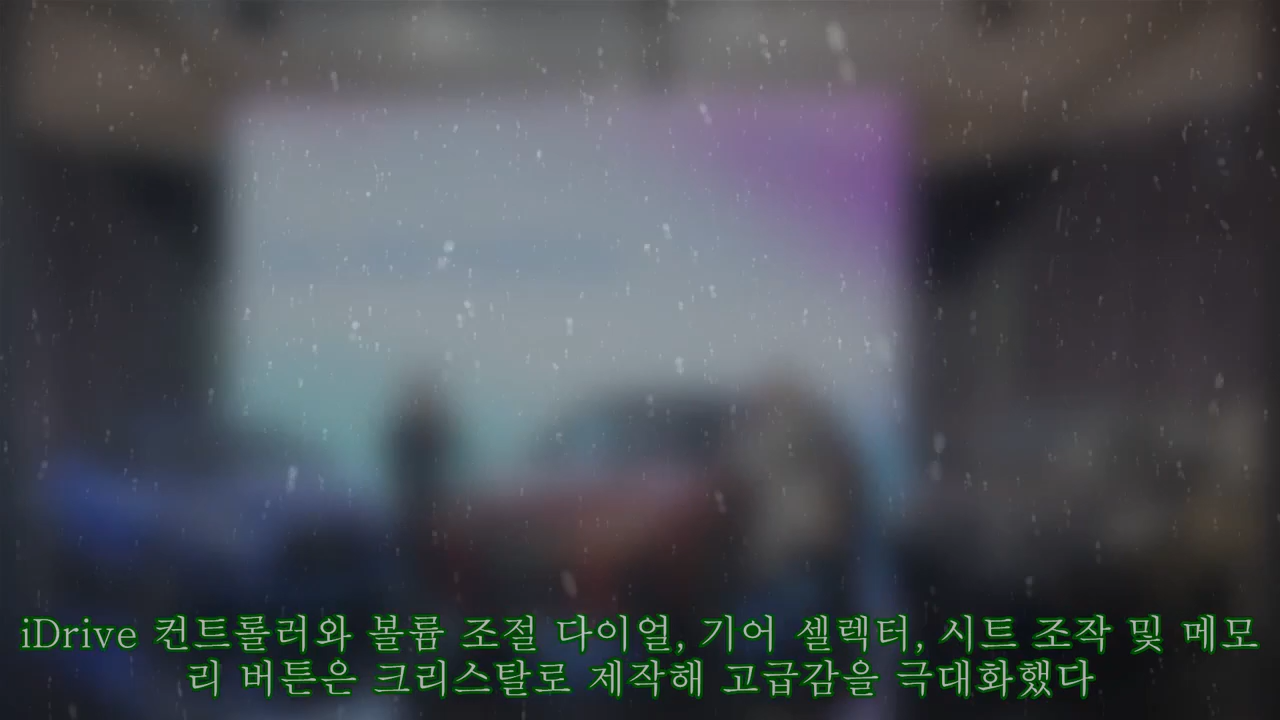 iDrive 컨트롤러와 볼륨 조절 다이얼, 기어 셀렉터, 시트 조작 및 메모
리 버튼은 크리스탈로 제작해 고급감을 극대화했다